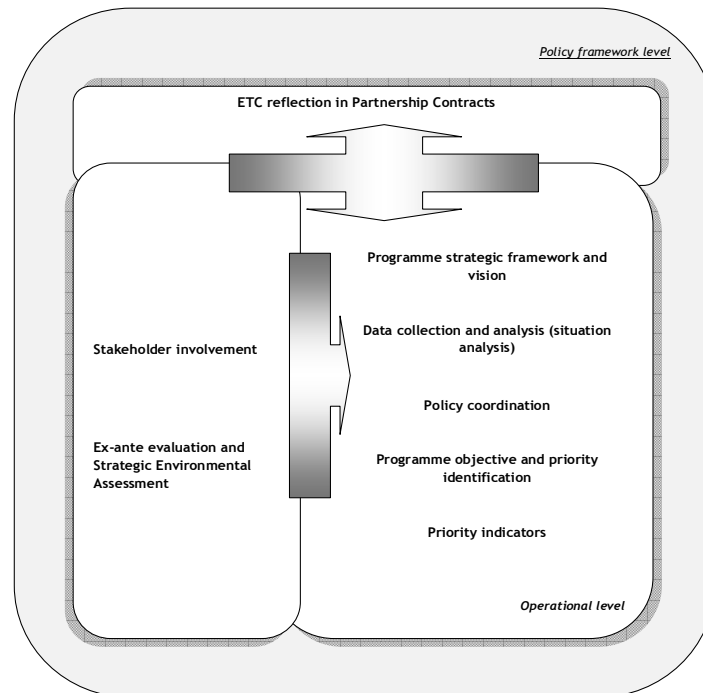 Policy framework level
ETC reflection in Partnership Contracts
Stakeholder involvement
Ex-ante evaluation and
Strategic Environmental
Assessment
Programme strategic framework and
vision
Data collection and analysis (situation
analysis)
Policy coordination
Programme objective and priority
identification
Priority indicators
Operational level